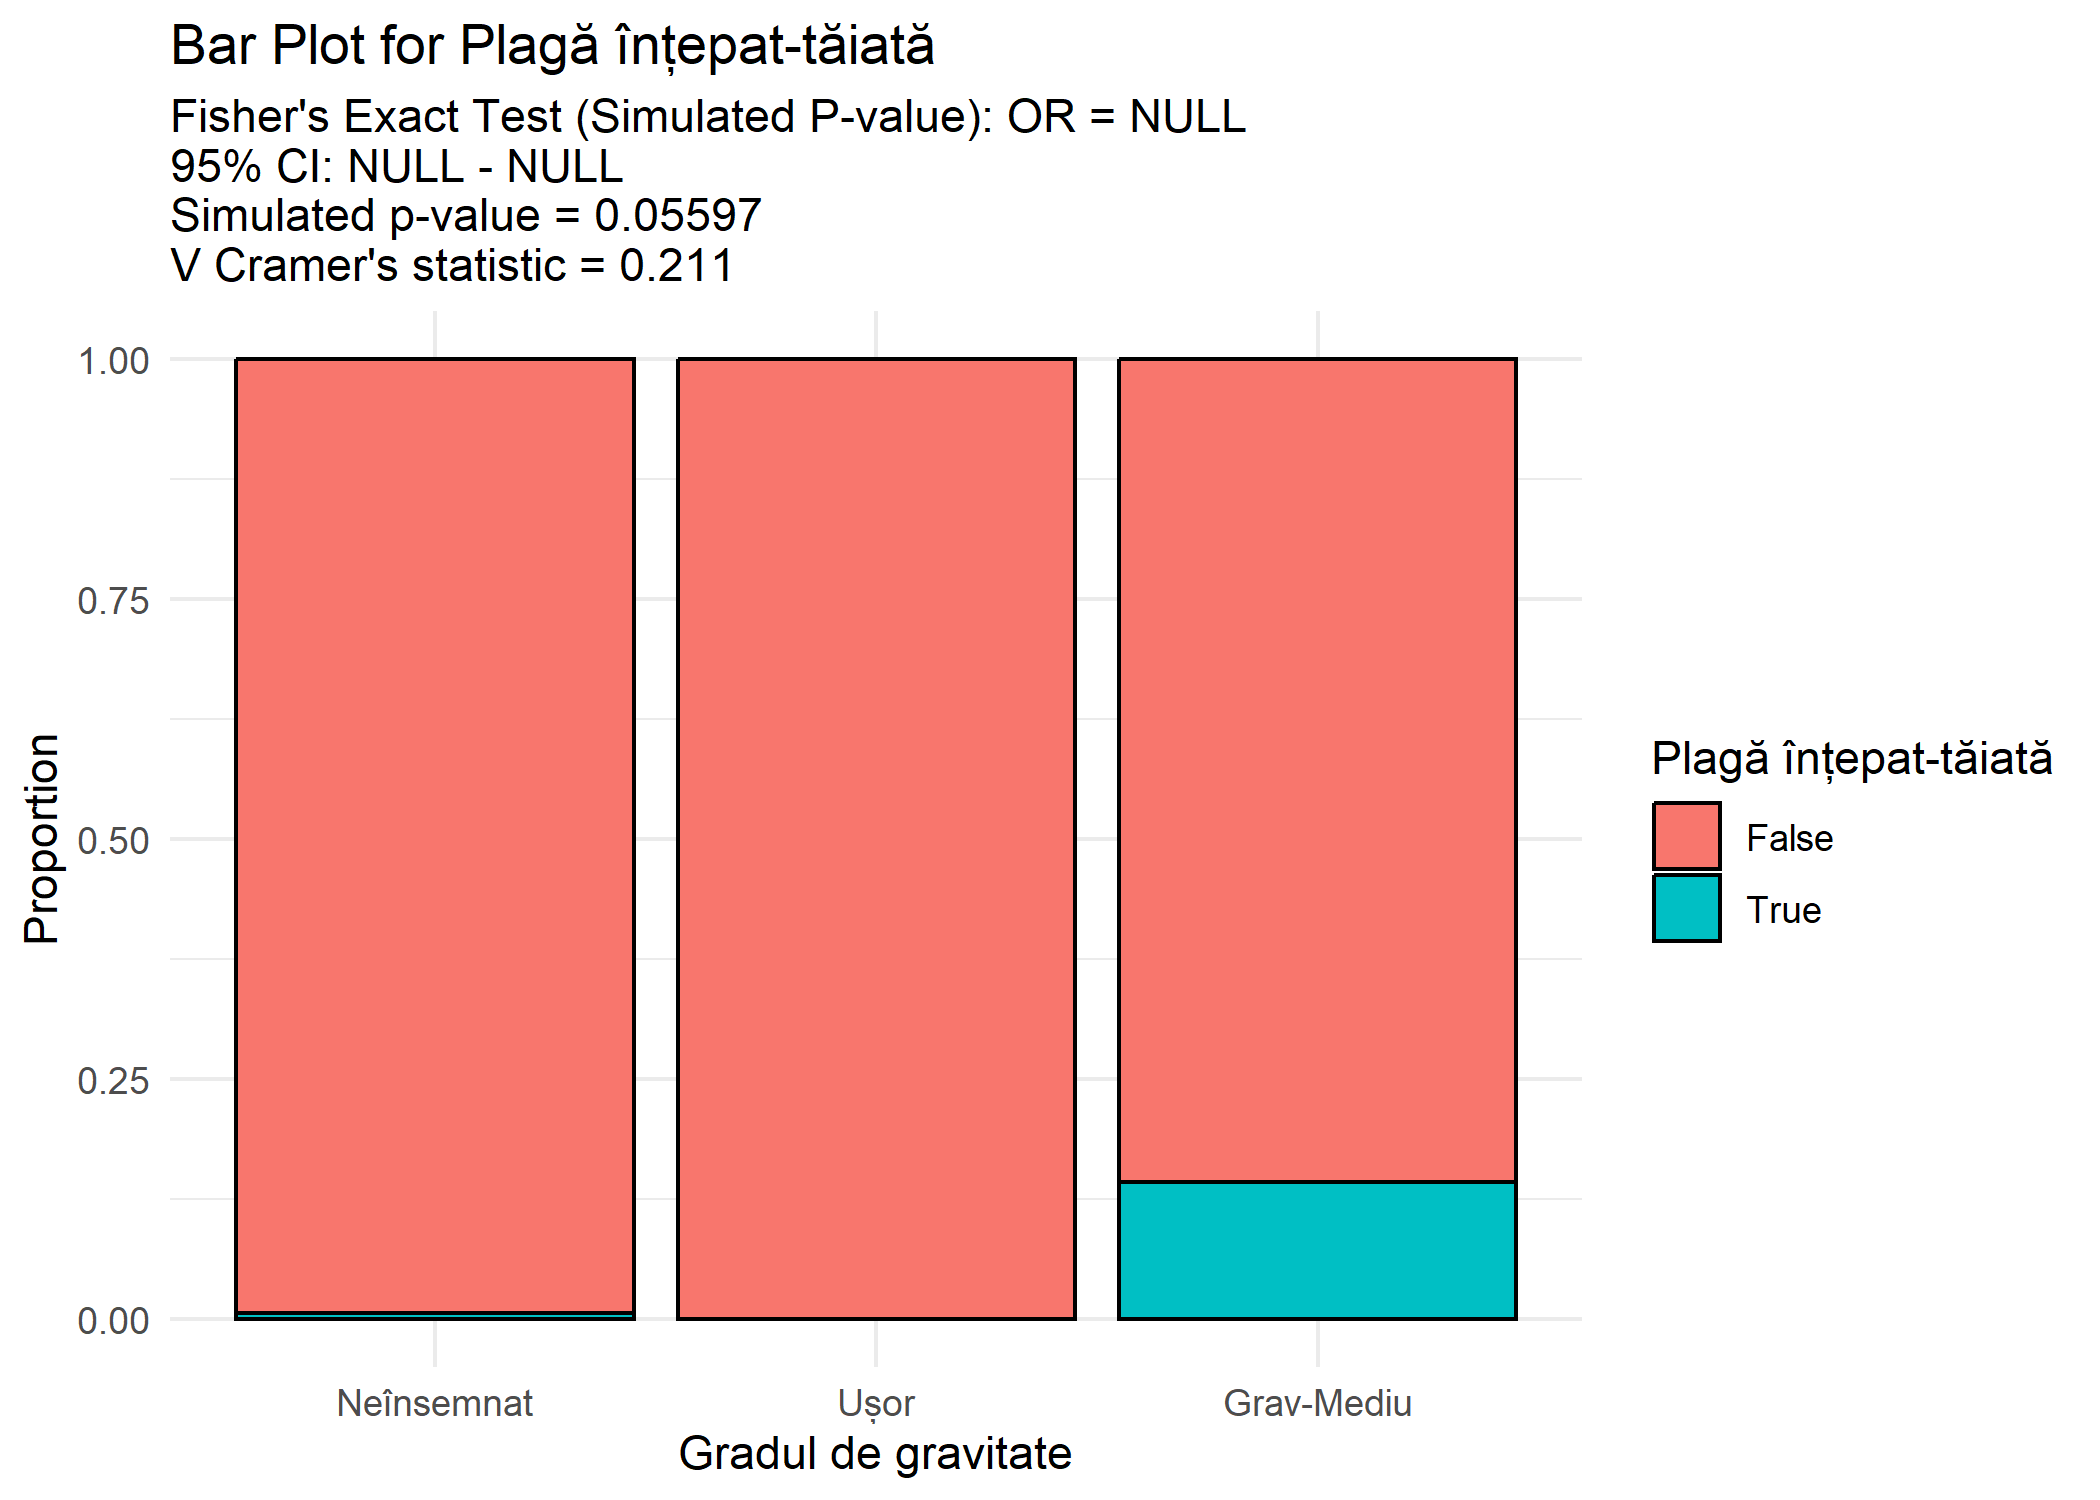 Bar Plot for Plagă înțepat-tăiată
Fisher's Exact Test (Simulated P-value): OR = NULL
95% CI: NULL - NULL
Simulated p-value = 0.05597
V Cramer's statistic = 0.211
1.00
0.75
0.50
0.25
0.00
Proportion
Neînsemnat
Ușor
Grav-Mediu
Gradul de gravitate
Plagă înțepat-tăiată
False
True